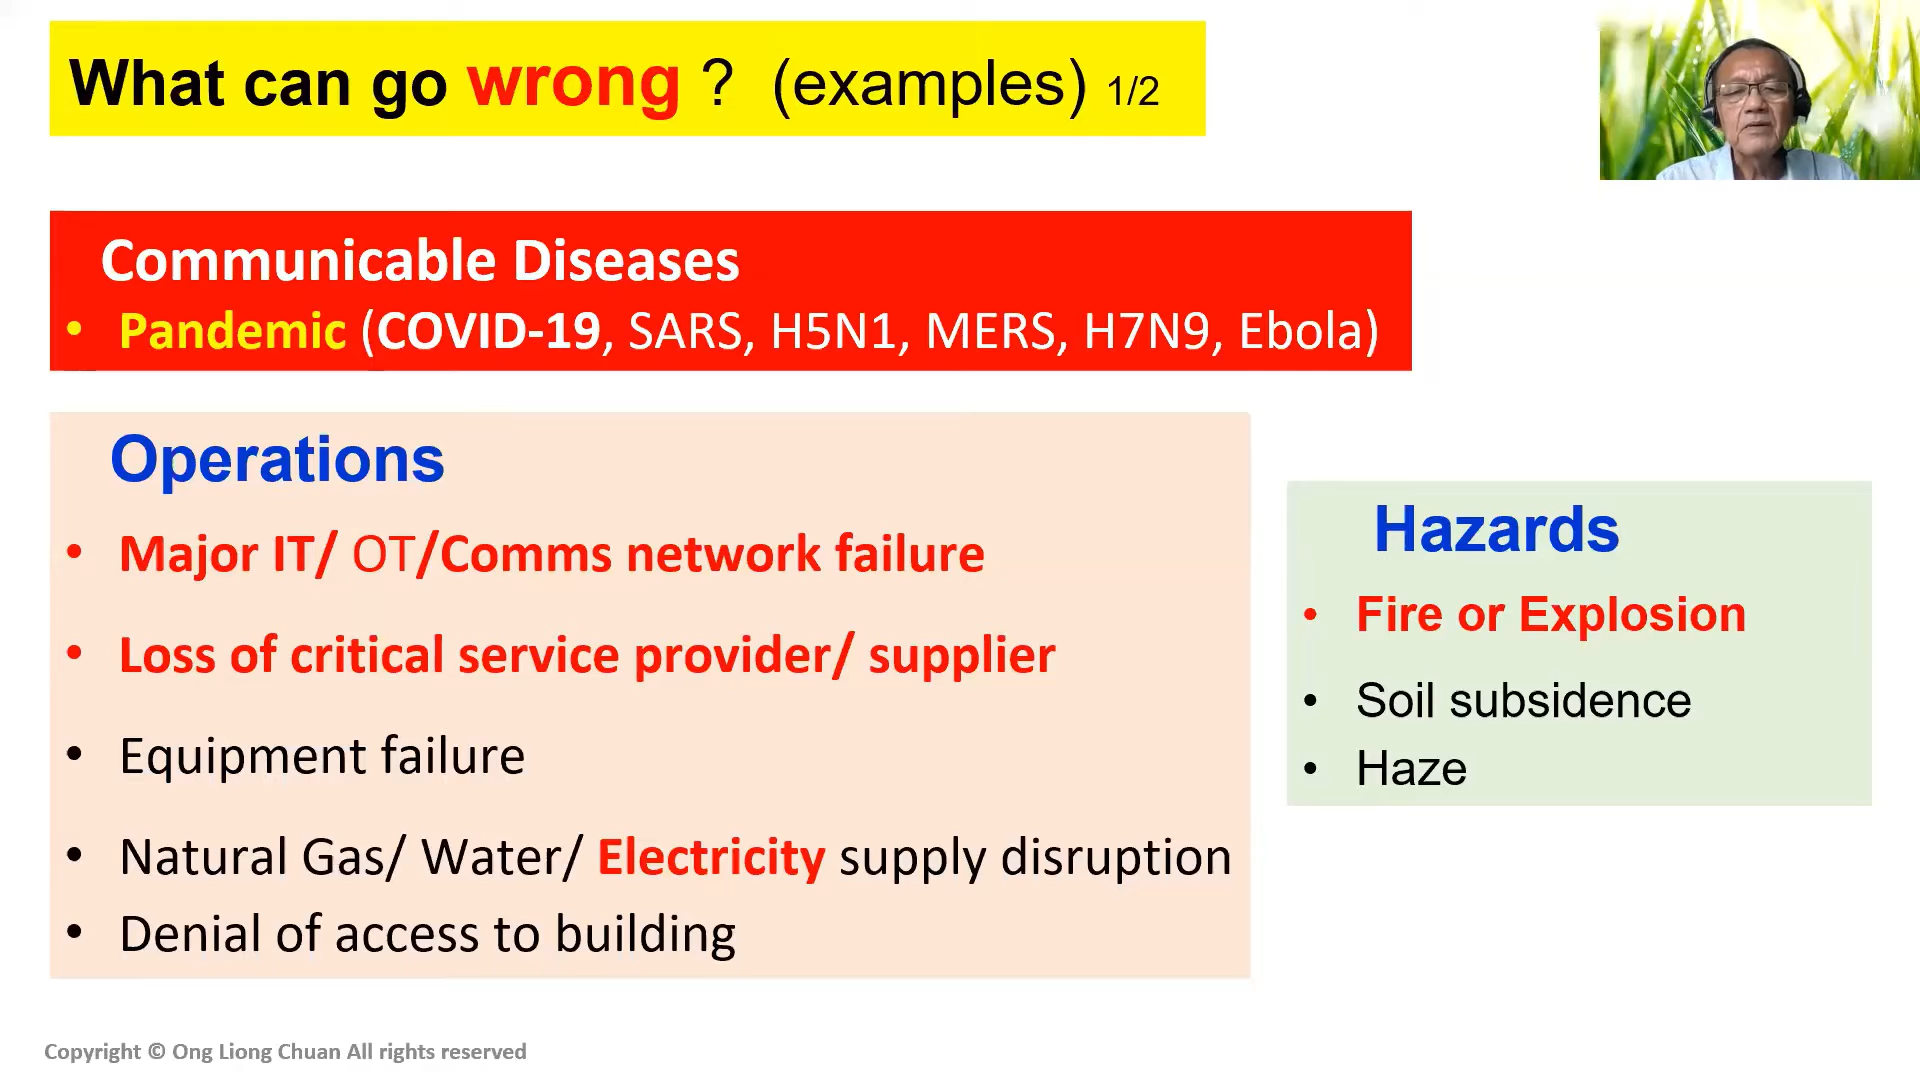 What can go wrong ? (examples) 1/2
Communicable Diseases
• Pandemic (COVID-19, SARS, H5N1, MERS, H7N9, Ebola)
Operations
• Major IT/ OT/Comms network failure
• Loss of critical service provider/ supplier
• Equipment failure
• Natural Gas/ Water/ Electricity supply disruption
• Denial of access to building
Hazards
• Fire or Explosion
• Soil subsidence
• Haze
Copyright © Ong Liong Chuan All rights reserved